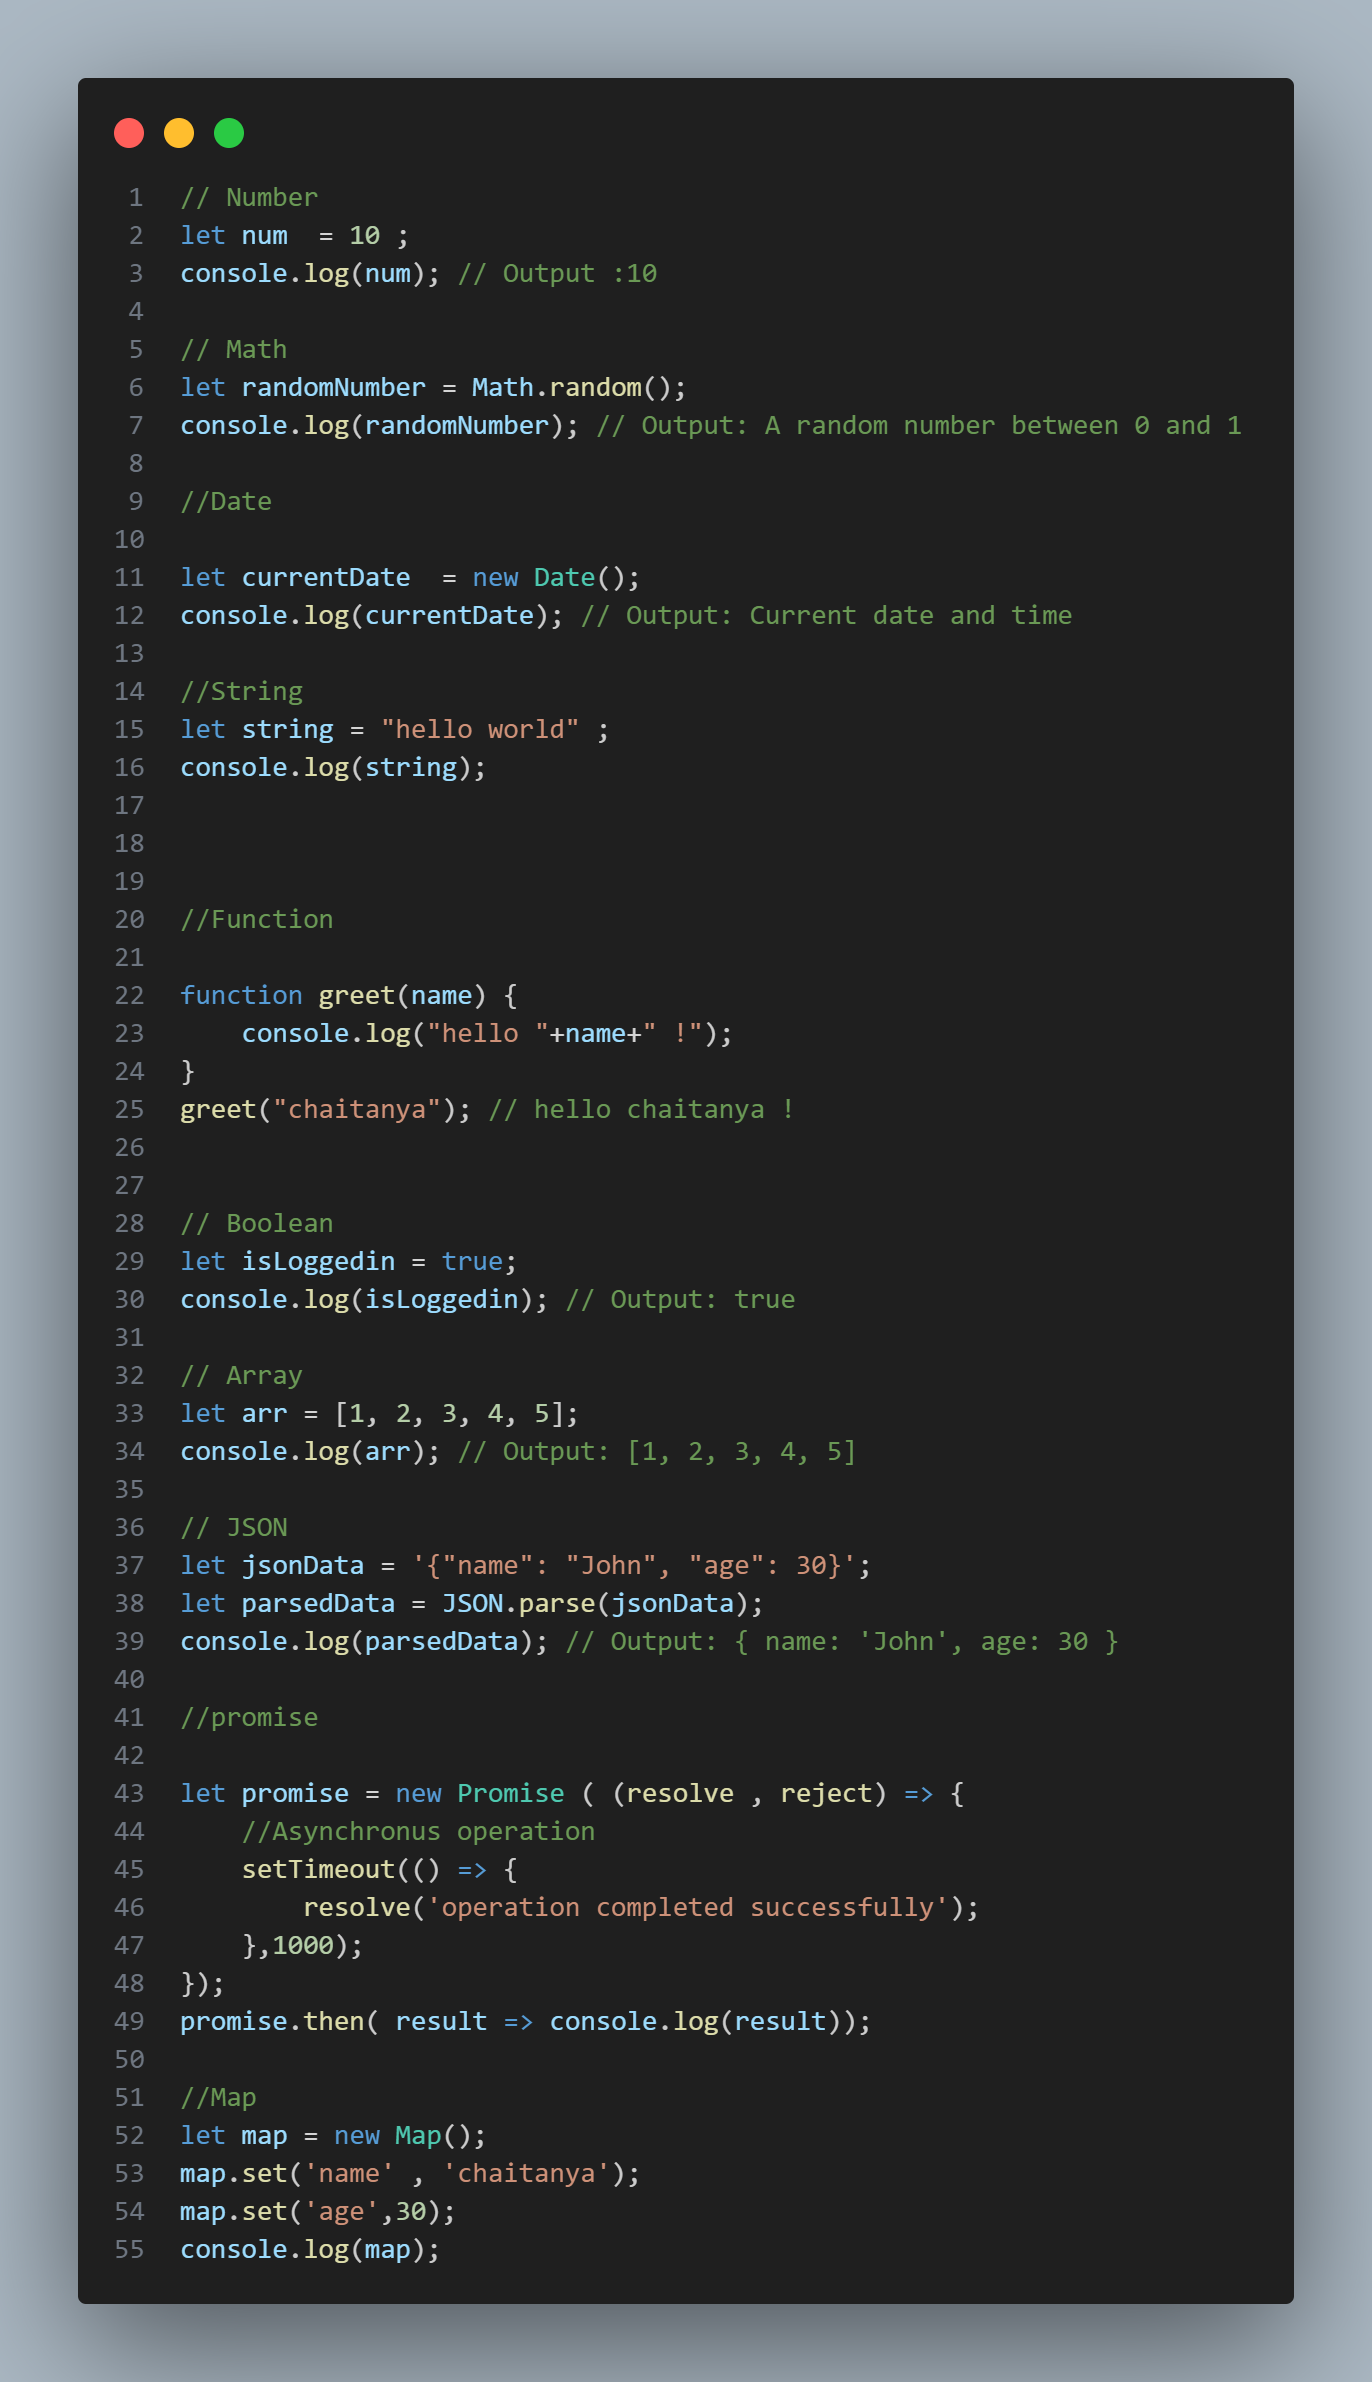 1 // Number
2 let num  = 10 ;
3 console.log(num); // Output :10
4
5 // Math
6 let randomNumber = Math.random();
7 console.log(randomNumber); // Output: A random number between 0 and 1
8
9 //Date
10
11 let currentDate  = new Date();
12 console.log(currentDate); // Output: Current date and time
13
14 //String
15 let string = "hello world" ;
16 console.log(string);
17
18
19
20 //Function
21
22 function greet(name) {
23     console.log("hello "+name+" !");
24 }
25 greet("chaitanya"); // hello chaitanya !
26
27
28 // Boolean
29 let isLoggedin = true;
30 console.log(isLoggedin); // Output: true
31
32 // Array
33 let arr = [1, 2, 3, 4, 5];
34 console.log(arr); // Output: [1, 2, 3, 4, 5]
35
36 // JSON
37 let jsonData = '{"name": "John", "age": 30}';
38 let parsedData = JSON.parse(jsonData);
39 console.log(parsedData); // Output: { name: 'John', age: 30 }
40
41 //promise
42
43 let promise = new Promise ( (resolve , reject) => {
44     //Asynchronus operation
45     setTimeout(() => {
46         resolve('operation completed successfully');
47     },1000);
48 });
49 promise.then( result => console.log(result));
50
51 //Map
52 let map = new Map();
53 map.set('name' , 'chaitanya');
54 map.set('age',30);
55 console.log(map);